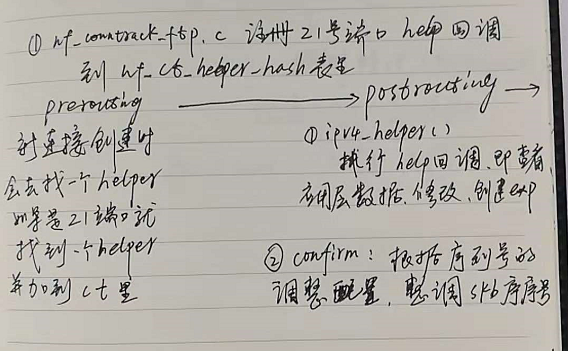 ① nf_conntrack_ftp.c 注册21号端口 help回调
到 nf_ct_helper_hash表里
prerouting → postrouting →
新连接创建时
会去找一个helper
如果是21端口就
找到一个helper
并加到ct里
① ipv4_helper()
执行help回调、即查看
应用层数据、修改、创建exp
② confirm：根据序列号的
调整配置，整调skb序序号